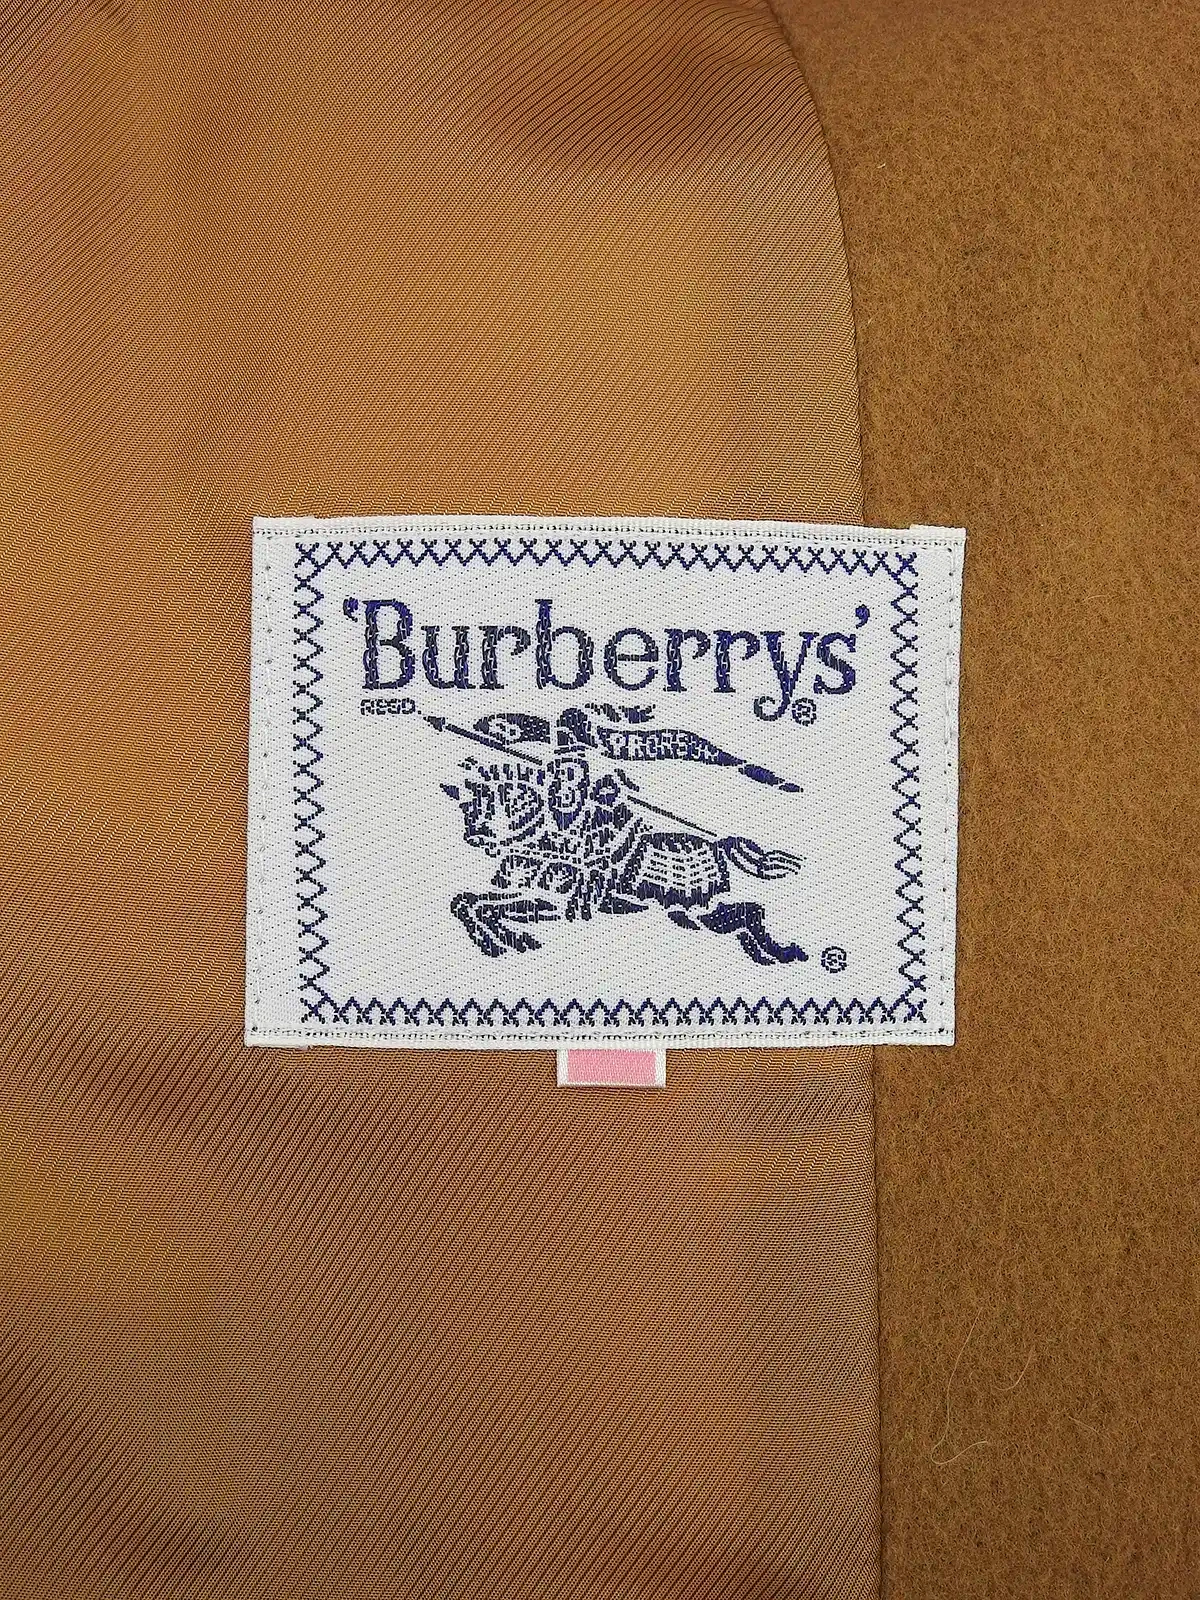 'Burberrys'
REGD. ®
PRORSUM
®